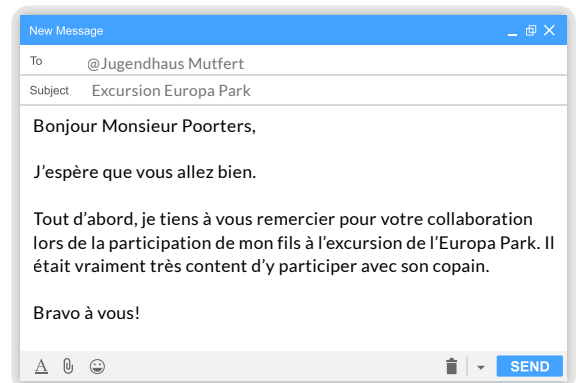 New Message
To @Jugendhaus Mutfert
Subject Excursion Europa Park
Bonjour Monsieur Poorters,
J'espère que vous allez bien.
Tout d'abord, je tiens à vous remercier pour votre collaboration
lors de la participation de mon fils à l'excursion de l'Europa Park. Il
était vraiment très content d'y participer avec son copain.
Bravo à vous!
A
SEND